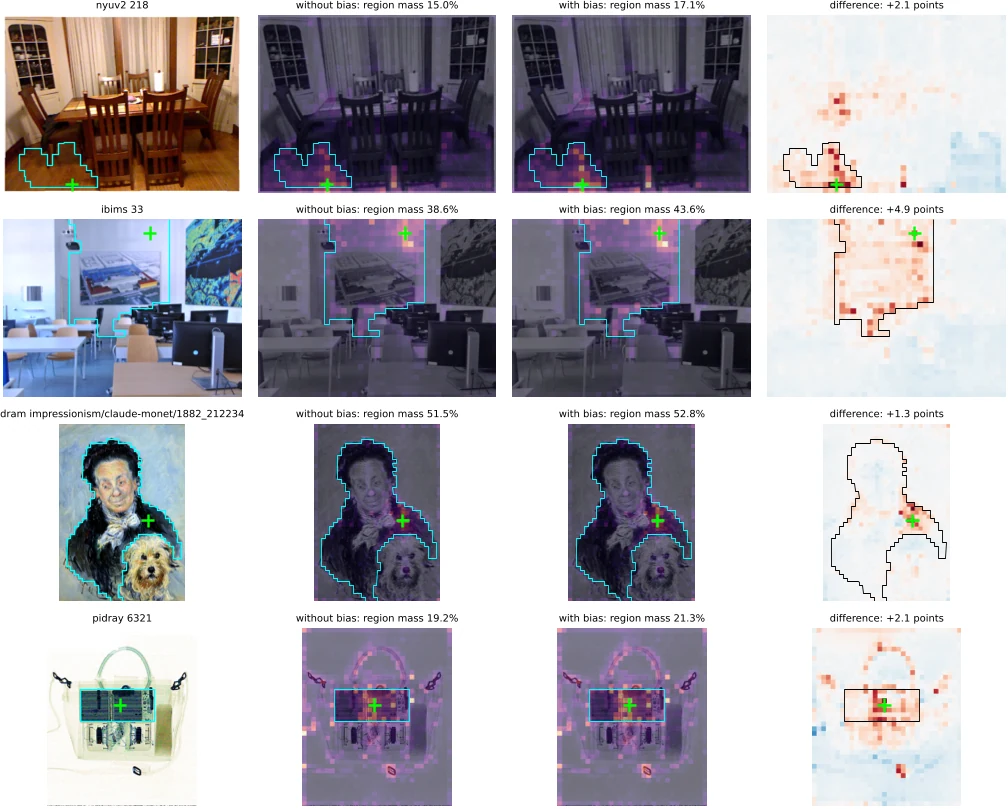 nyuv2 218
without bias: region mass 15.0%
with bias: region mass 17.1%
difference: +2.1 points
ibims 33
without bias: region mass 38.6%
with bias: region mass 43.6%
difference: +4.9 points
dram impressionism/claude-monet/1882_212234
without bias: region mass 51.5%
with bias: region mass 52.8%
difference: +1.3 points
pidray 6321
without bias: region mass 19.2%
with bias: region mass 21.3%
difference: +2.1 points